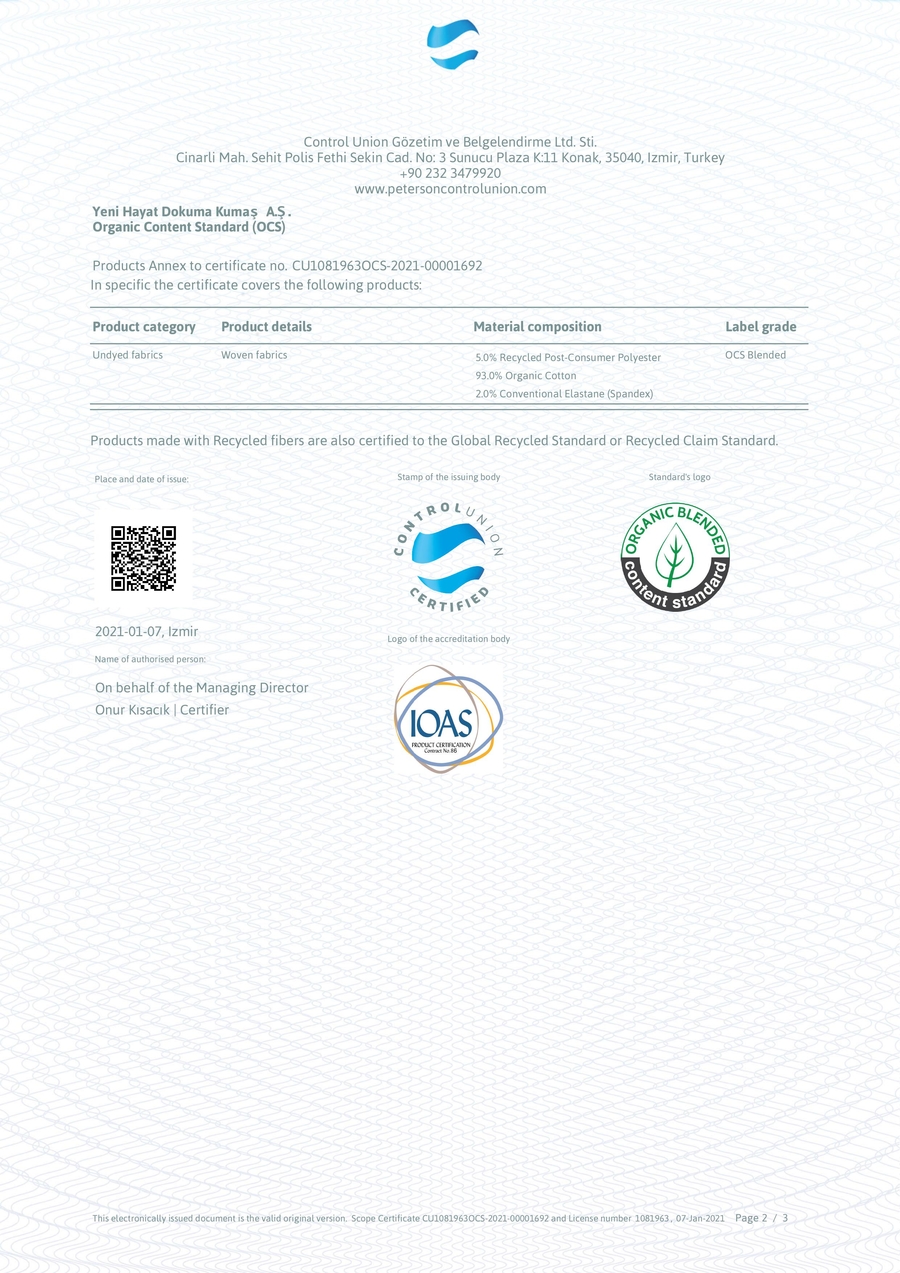 Control Union Gözetim ve Belgelendirme Ltd. Sti.
Cinarli Mah. Sehit Polis Fethi Sekin Cad. No: 3 Sunucu Plaza K:11 Konak, 35040, Izmir, Turkey
+90 232 3479920
www.petersoncontrolunion.com
Yeni Hayat Dokuma Kumaş A.Ş.
Organic Content Standard (OCS)
Products Annex to certificate no. CU1081963OCS-2021-00001692
In specific the certificate covers the following products:
Product category Product details Material composition Label grade
Undyed fabrics Woven fabrics 5.0% Recycled Post-Consumer Polyester OCS Blended
93.0% Organic Cotton
2.0% Conventional Elastane (Spandex)
Products made with Recycled fibers are also certified to the Global Recycled Standard or Recycled Claim Standard.
Place and date of issue: Stamp of the issuing body Standard's logo
CONTROLUNION
CERTIFIED
ORGANIC BLENDED
content standard
2021-01-07, Izmir
Logo of the accreditation body
Name of authorised person:
On behalf of the Managing Director
Onur Kısacık | Certifier
IOAS
PRODUCT CERTIFICATION
Contract No.86
This electronically issued document is the valid original version. Scope Certificate CU1081963OCS-2021-00001692 and License number 1081963, 07-Jan-2021 Page 2 / 3